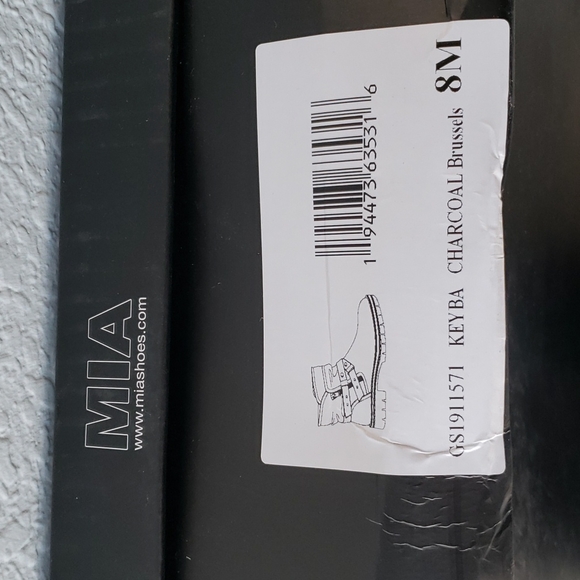 MIA
www.miashoes.com
1 94473 63531 6
GS1911571 KEYBA CHARCOAL Brussels 8M